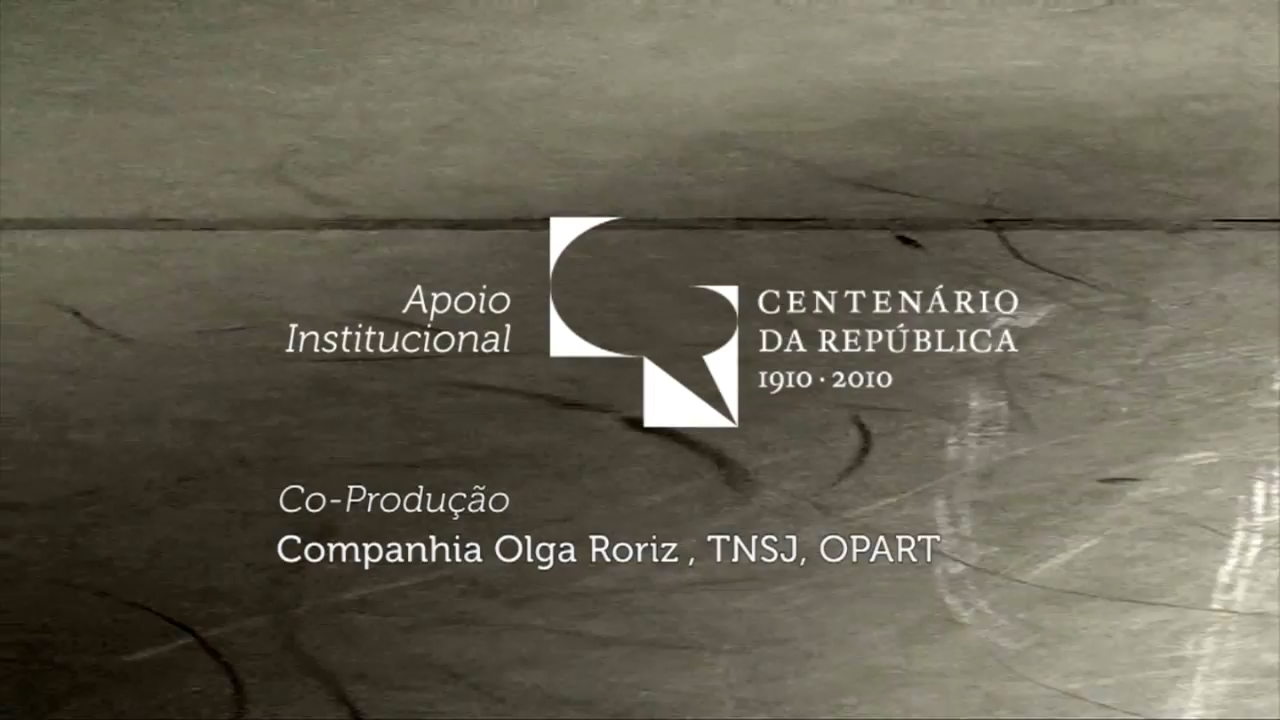 Apoio
Institucional
CENTENÁRIO
DA REPÚBLICA
1910 · 2010
Co-Produção
Companhia Olga Roriz , TNSJ, OPART